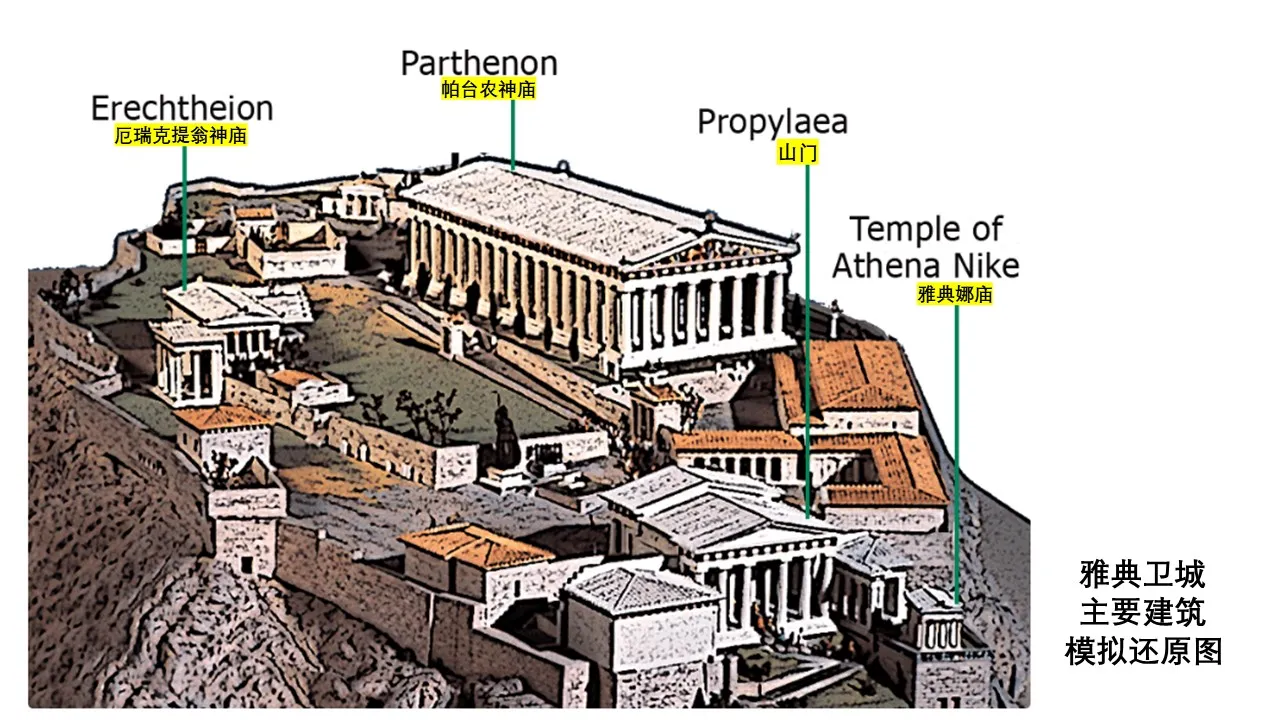 Parthenon
帕台农神庙
Erechtheion
厄瑞克提翁神庙
Propylaea
山门
Temple of
Athena Nike
雅典娜庙
雅典卫城
主要建筑
模拟还原图